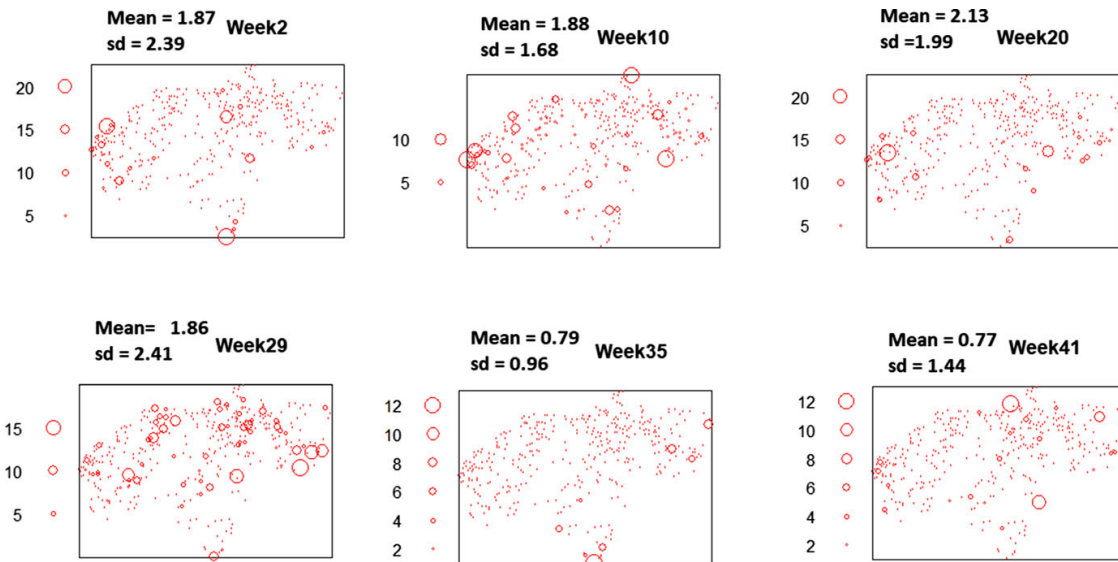 Mean = 1.87
sd = 2.39
Week2
20
15
10
5
Mean = 1.88
sd = 1.68
Week10
10
5
Mean = 2.13
sd =1.99
Week20
20
15
10
5
Mean= 1.86
sd = 2.41
Week29
15
10
5
Mean = 0.79
sd = 0.96
Week35
12
10
8
6
4
2
Mean = 0.77
sd = 1.44
Week41
12
10
8
6
4
2